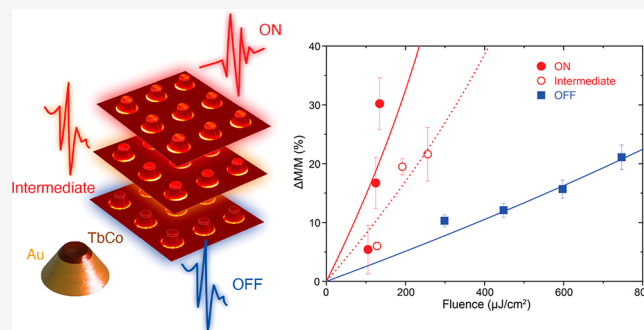 ON
Intermediate
TbCo
Au
OFF
40
30
20
10
0
ΔM/M (%)
ON
Intermediate
OFF
0
200
400
600
800
Fluence (μJ/cm²)